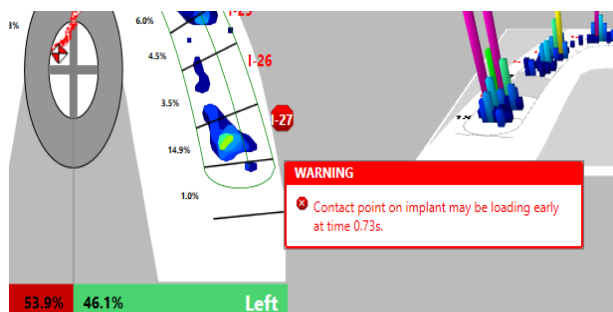 6.0%
4.5%
I-26
3.5%
I-27
14.9%
1.0%
WARNING
Contact point on implant may be loading early
at time 0.73s.
53.9% 46.1% Left